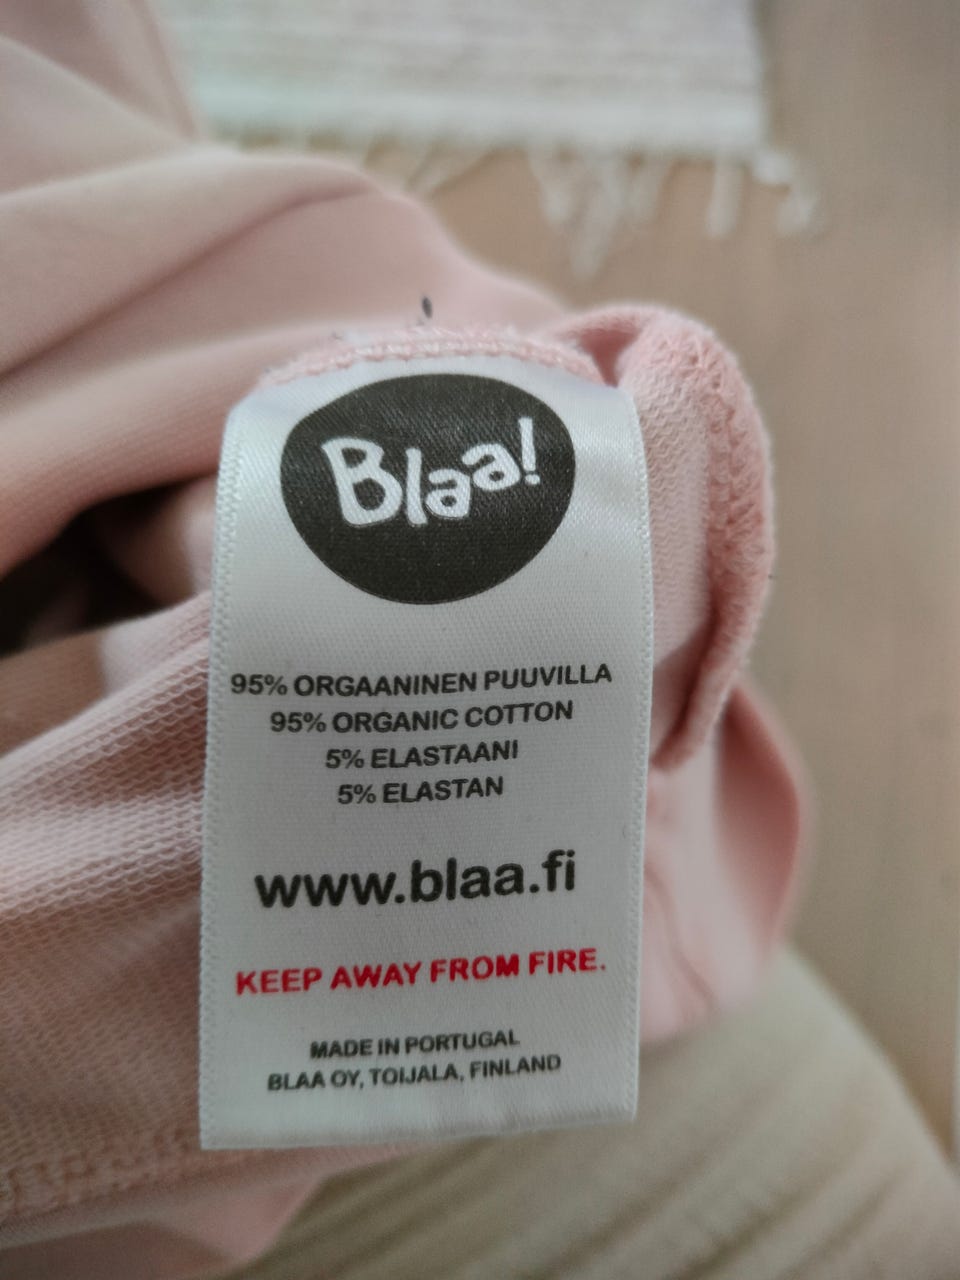 Blaa!
95% ORGAANINEN PUUVILLA
95% ORGANIC COTTON
5% ELASTAANI
5% ELASTAN
www.blaa.fi
KEEP AWAY FROM FIRE.
MADE IN PORTUGAL
BLAA OY, TOIJALA, FINLAND